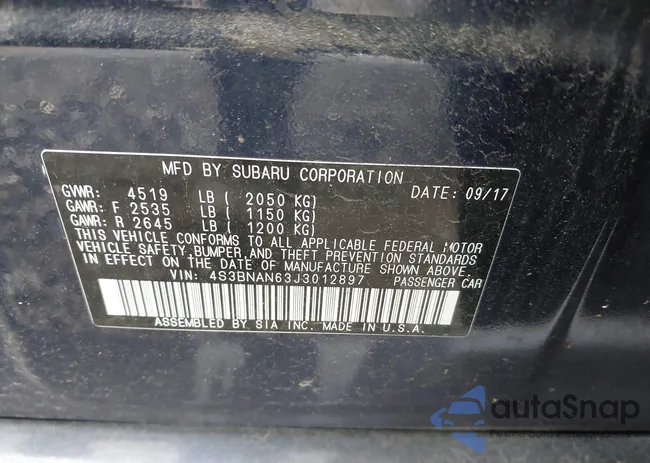 MFD BY SUBARU CORPORATION
GVWR: 4519 LB ( 2050 KG) DATE: 09/17
GAWR: F 2535 LB ( 1150 KG)
GAWR: R 2645 LB ( 1200 KG)
THIS VEHICLE CONFORMS TO ALL APPLICABLE FEDERAL MOTOR
VEHICLE SAFETY, BUMPER, AND THEFT PREVENTION STANDARDS
IN EFFECT ON THE DATE OF MANUFACTURE SHOWN ABOVE.
VIN: 4S3BNAN63J3012897 PASSENGER CAR
ASSEMBLED BY SIA INC. MADE IN U.S.A.
autaSnap